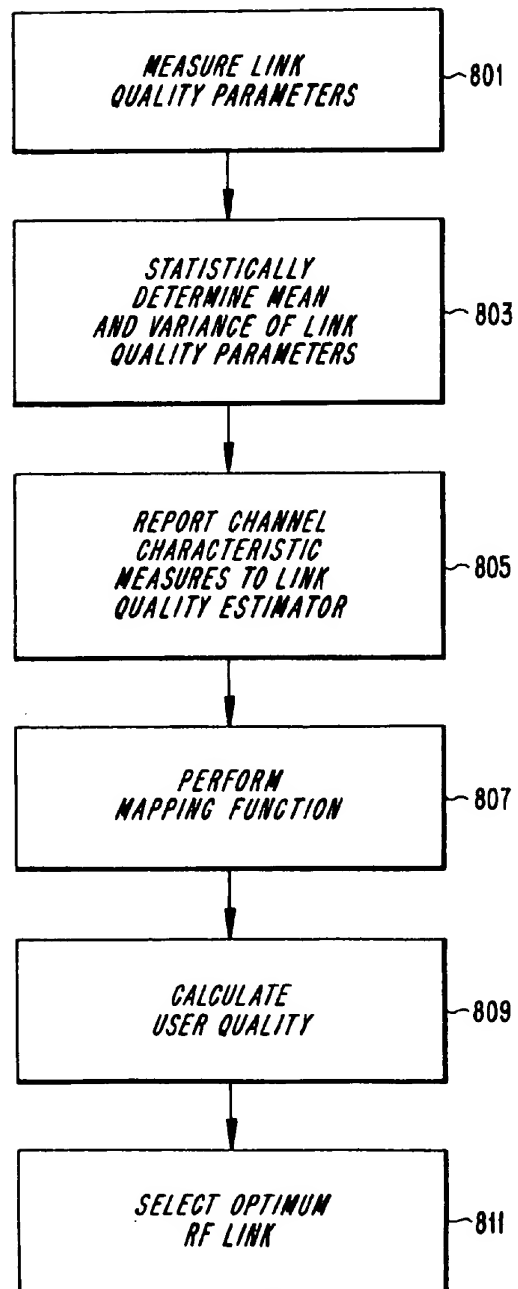 MEASURE LINK
QUALITY PARAMETERS
801
STATISTICALLY
DETERMINE MEAN
AND VARIANCE OF LINK
QUALITY PARAMETERS
803
REPORT CHANNEL
CHARACTERISTIC
MEASURES TO LINK
QUALITY ESTIMATOR
805
PERFORM
MAPPING FUNCTION
807
CALCULATE
USER QUALITY
809
SELECT OPTIMUM
RF LINK
811